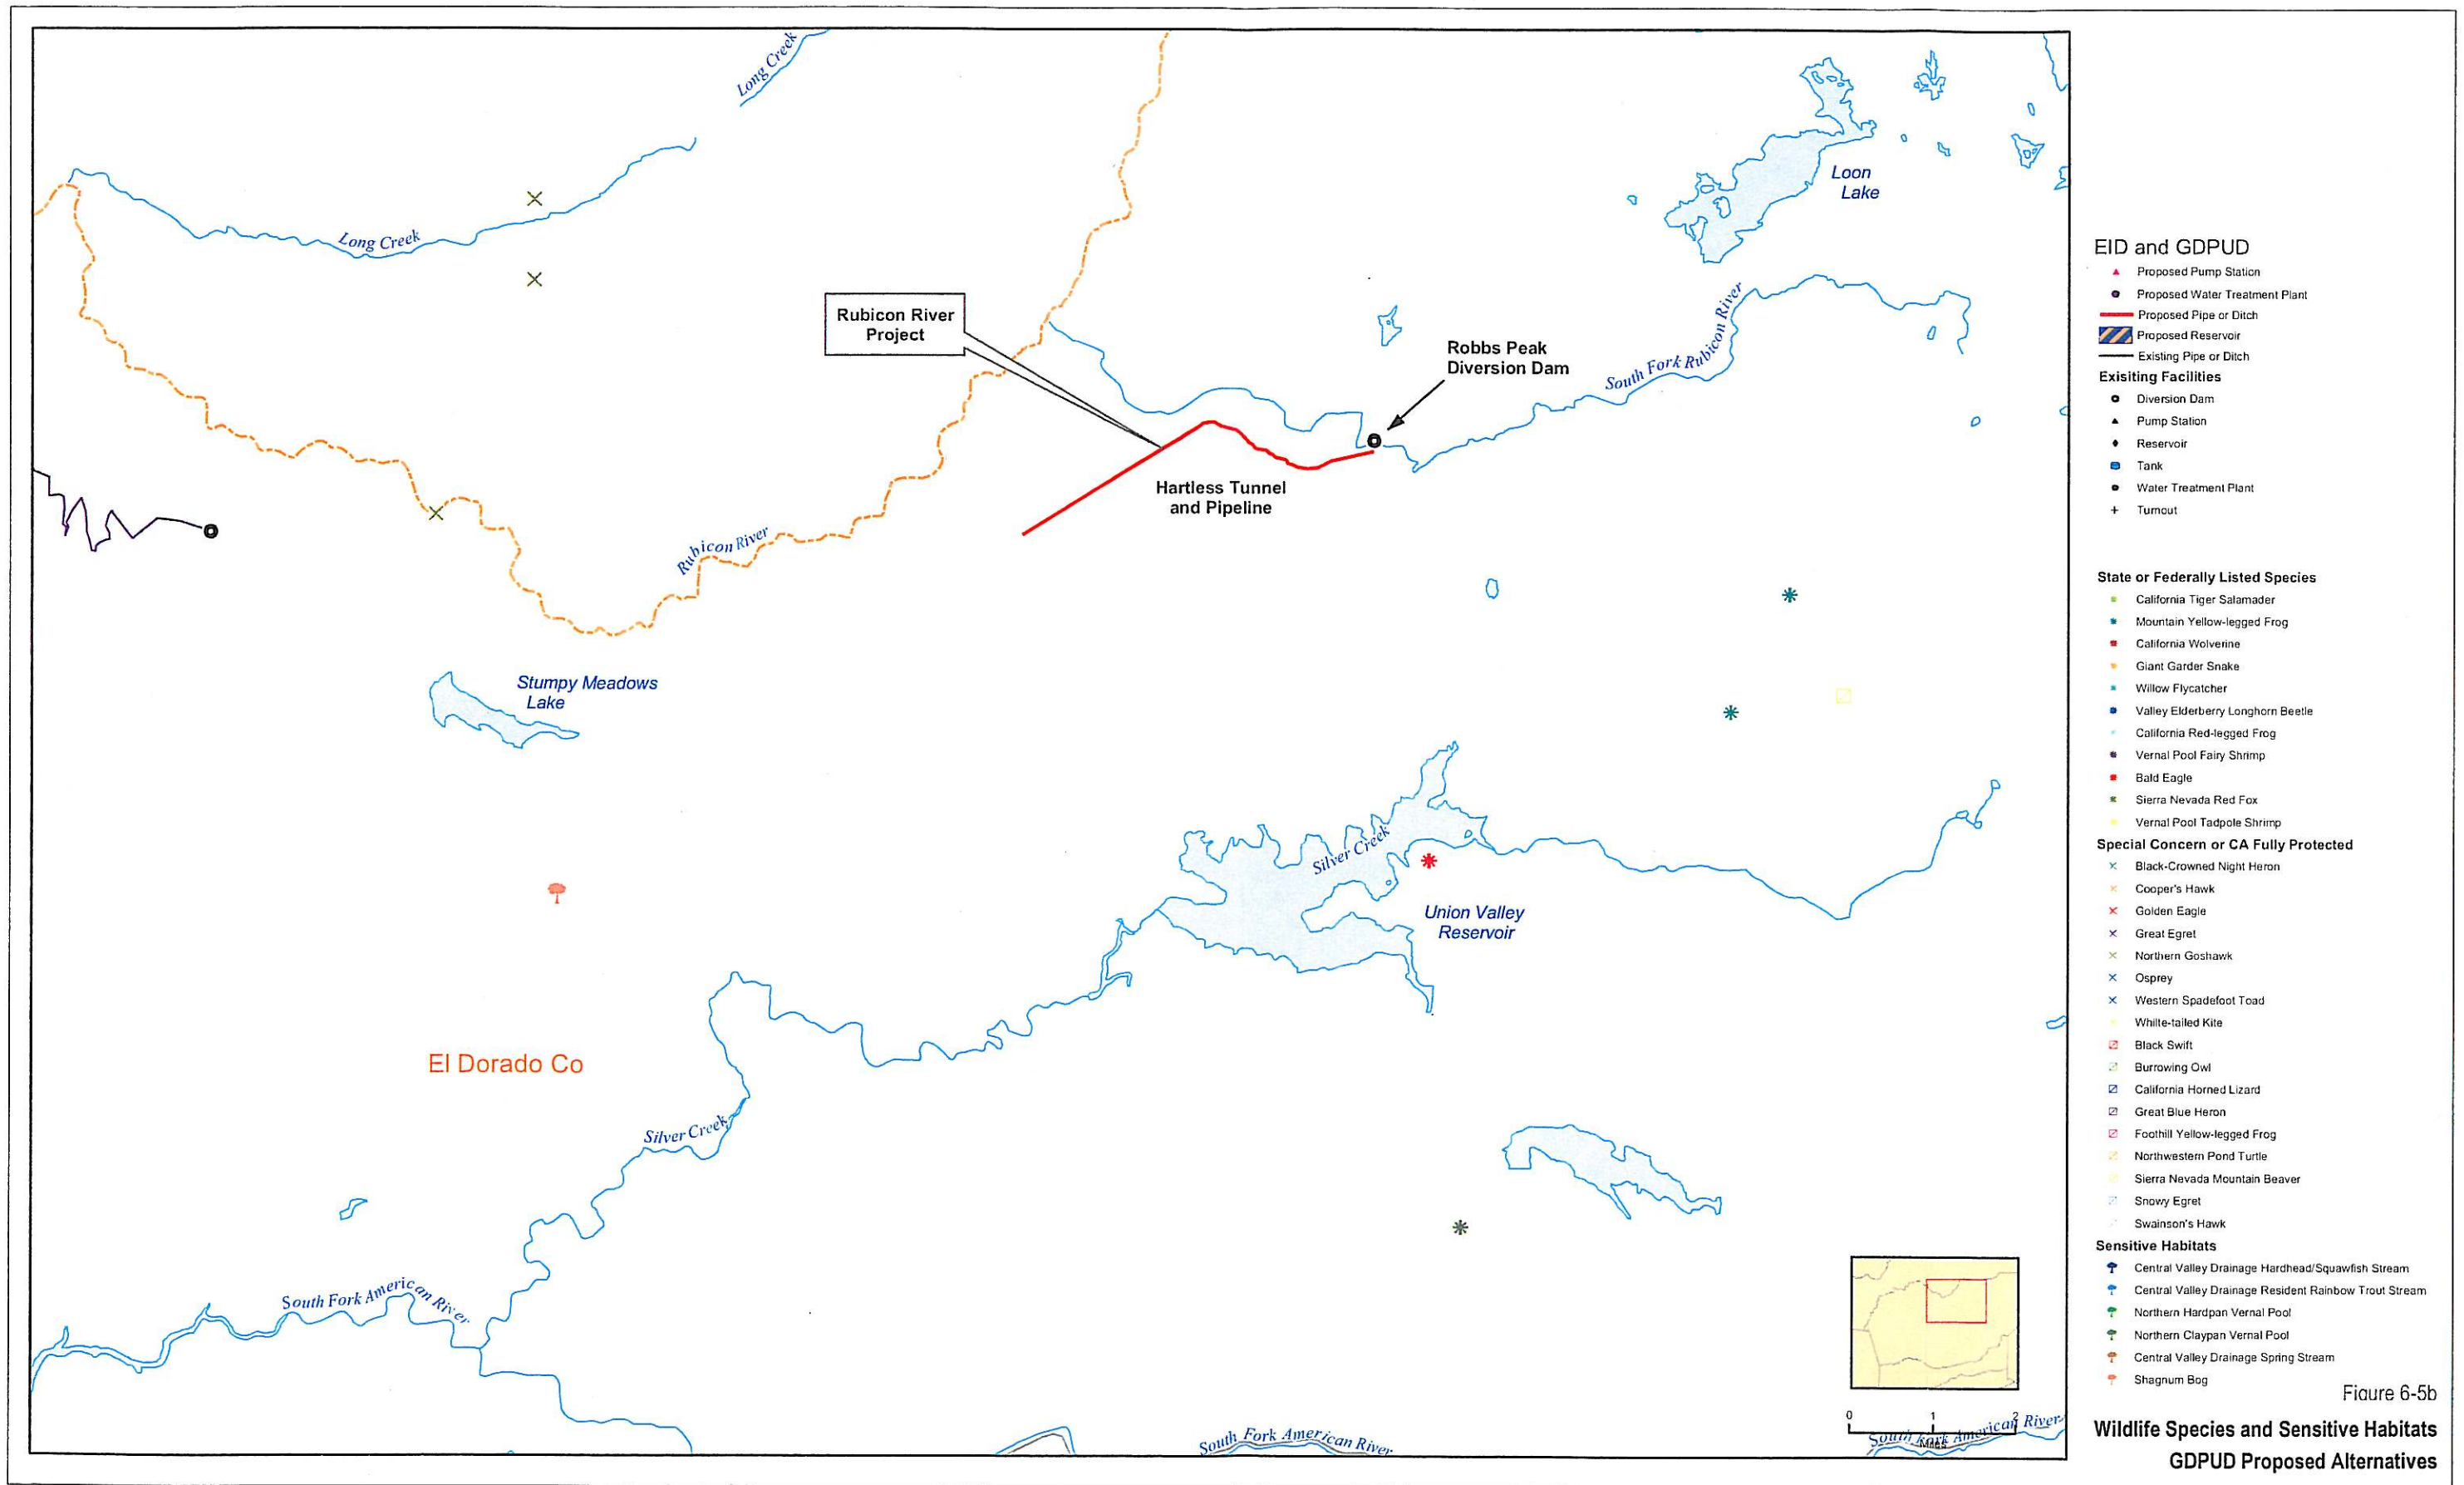 Long Creek
Loon
Lake
Long Creek
Rubicon River
Project
Robbs Peak
Diversion Dam
South Fork Rubicon River
Hartless Tunnel
and Pipeline
Rubicon River
Stumpy Meadows
Lake
Silver Creek
Union Valley
Reservoir
El Dorado Co
Silver Creek
South Fork American River
South Fork American River
South Fork American River
0 1 2
Miles
EID and GDPUD
Proposed Pump Station
Proposed Water Treatment Plant
Proposed Pipe or Ditch
Proposed Reservoir
Existing Pipe or Ditch
Exisiting Facilities
Diversion Dam
Pump Station
Reservoir
Tank
Water Treatment Plant
Turnout
State or Federally Listed Species
California Tiger Salamader
Mountain Yellow-legged Frog
California Wolverine
Giant Garder Snake
Willow Flycatcher
Valley Elderberry Longhorn Beetle
California Red-legged Frog
Vernal Pool Fairy Shrimp
Bald Eagle
Sierra Nevada Red Fox
Vernal Pool Tadpole Shrimp
Special Concern or CA Fully Protected
Black-Crowned Night Heron
Cooper's Hawk
Golden Eagle
Great Egret
Northern Goshawk
Osprey
Western Spadefoot Toad
Whilte-tailed Kite
Black Swift
Burrowing Owl
California Horned Lizard
Great Blue Heron
Foothill Yellow-legged Frog
Northwestern Pond Turtle
Sierra Nevada Mountain Beaver
Snowy Egret
Swainson's Hawk
Sensitive Habitats
Central Valley Drainage Hardhead/Squawfish Stream
Central Valley Drainage Resident Rainbow Trout Stream
Northern Hardpan Vernal Pool
Northern Claypan Vernal Pool
Central Valley Drainage Spring Stream
Shagnum Bog
Figure 6-5b
Wildlife Species and Sensitive Habitats
GDPUD Proposed Alternatives